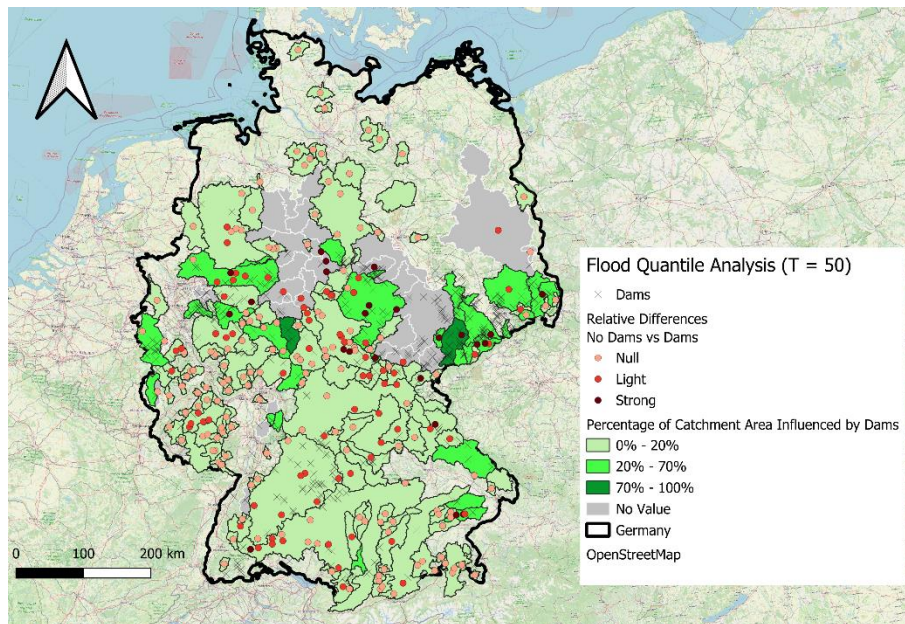 Flood Quantile Analysis (T = 50)
Dams
Relative Differences
No Dams vs Dams
Null
Light
Strong
Percentage of Catchment Area Influenced by Dams
0% - 20%
20% - 70%
70% - 100%
No Value
Germany
OpenStreetMap
0 100 200 km